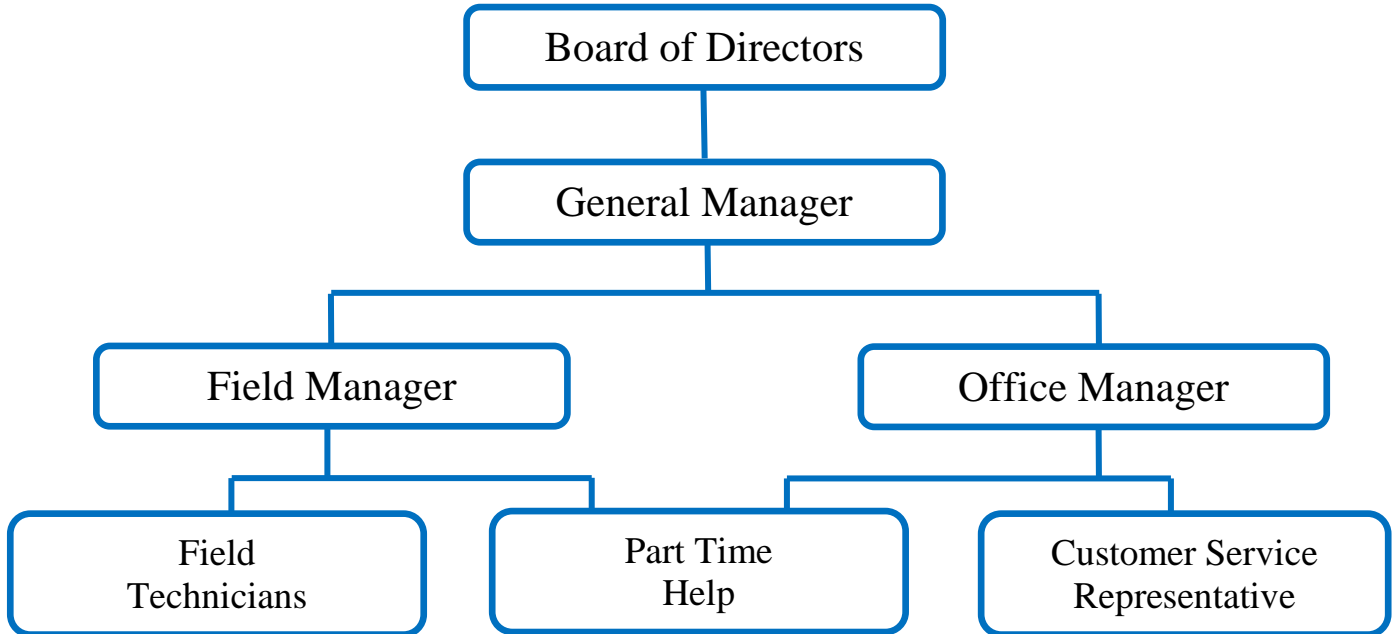 Board of Directors
General Manager
Field Manager
Office Manager
Field
Technicians
Part Time
Help
Customer Service
Representative